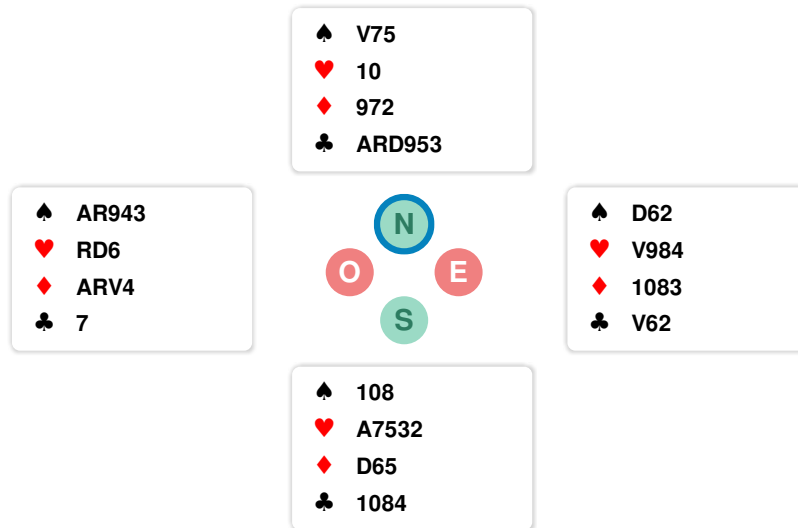 ♠ V75
♥ 10
♦ 972
♣ ARD953
♠ AR943
♥ RD6
♦ ARV4
♣ 7
N
O E
S
♠ D62
♥ V984
♦ 1083
♣ V62
♠ 108
♥ A7532
♦ D65
♣ 1084